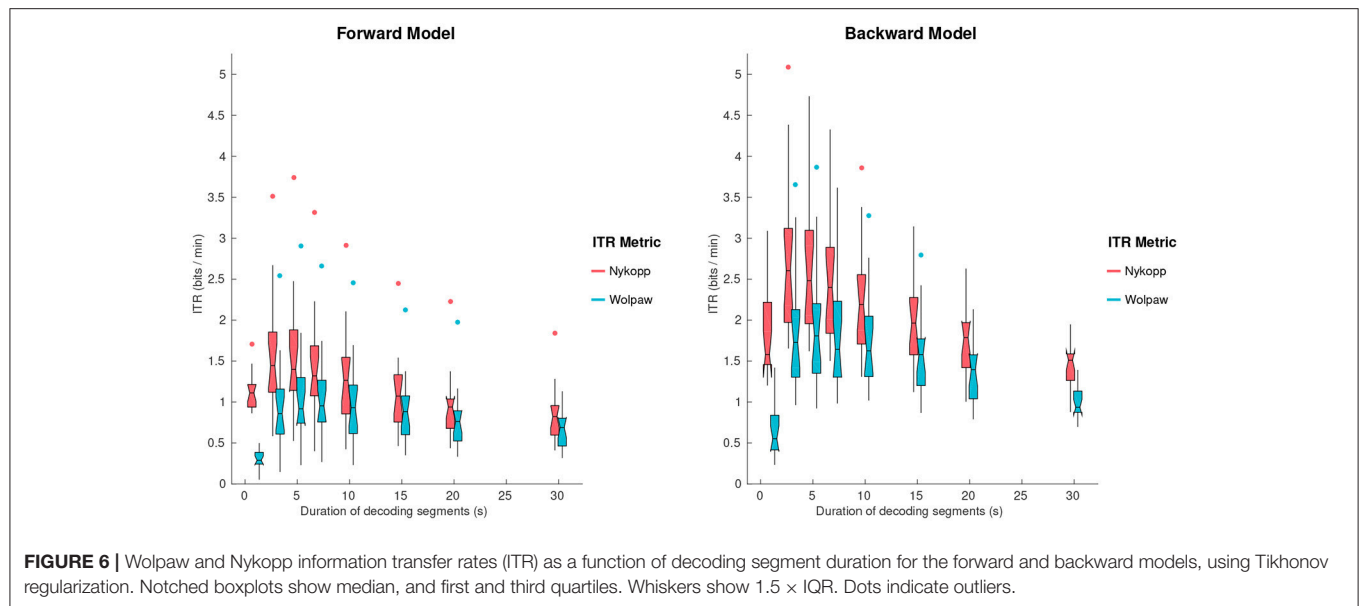 Forward Model
5
4.5
4
3.5
3
2.5
2
1.5
1
0.5
0
ITR (bits / min)
0 5 10 15 20 25 30
Duration of decoding segments (s)
ITR Metric
Nykopp
Wolpaw
Backward Model
5
4.5
4
3.5
3
2.5
2
1.5
1
0.5
0
ITR (bits / min)
0 5 10 15 20 25 30
Duration of decoding segments (s)
ITR Metric
Nykopp
Wolpaw
FIGURE 6 | Wolpaw and Nykopp information transfer rates (ITR) as a function of decoding segment duration for the forward and backward models, using Tikhonov
regularization. Notched boxplots show median, and first and third quartiles. Whiskers show 1.5 × IQR. Dots indicate outliers.